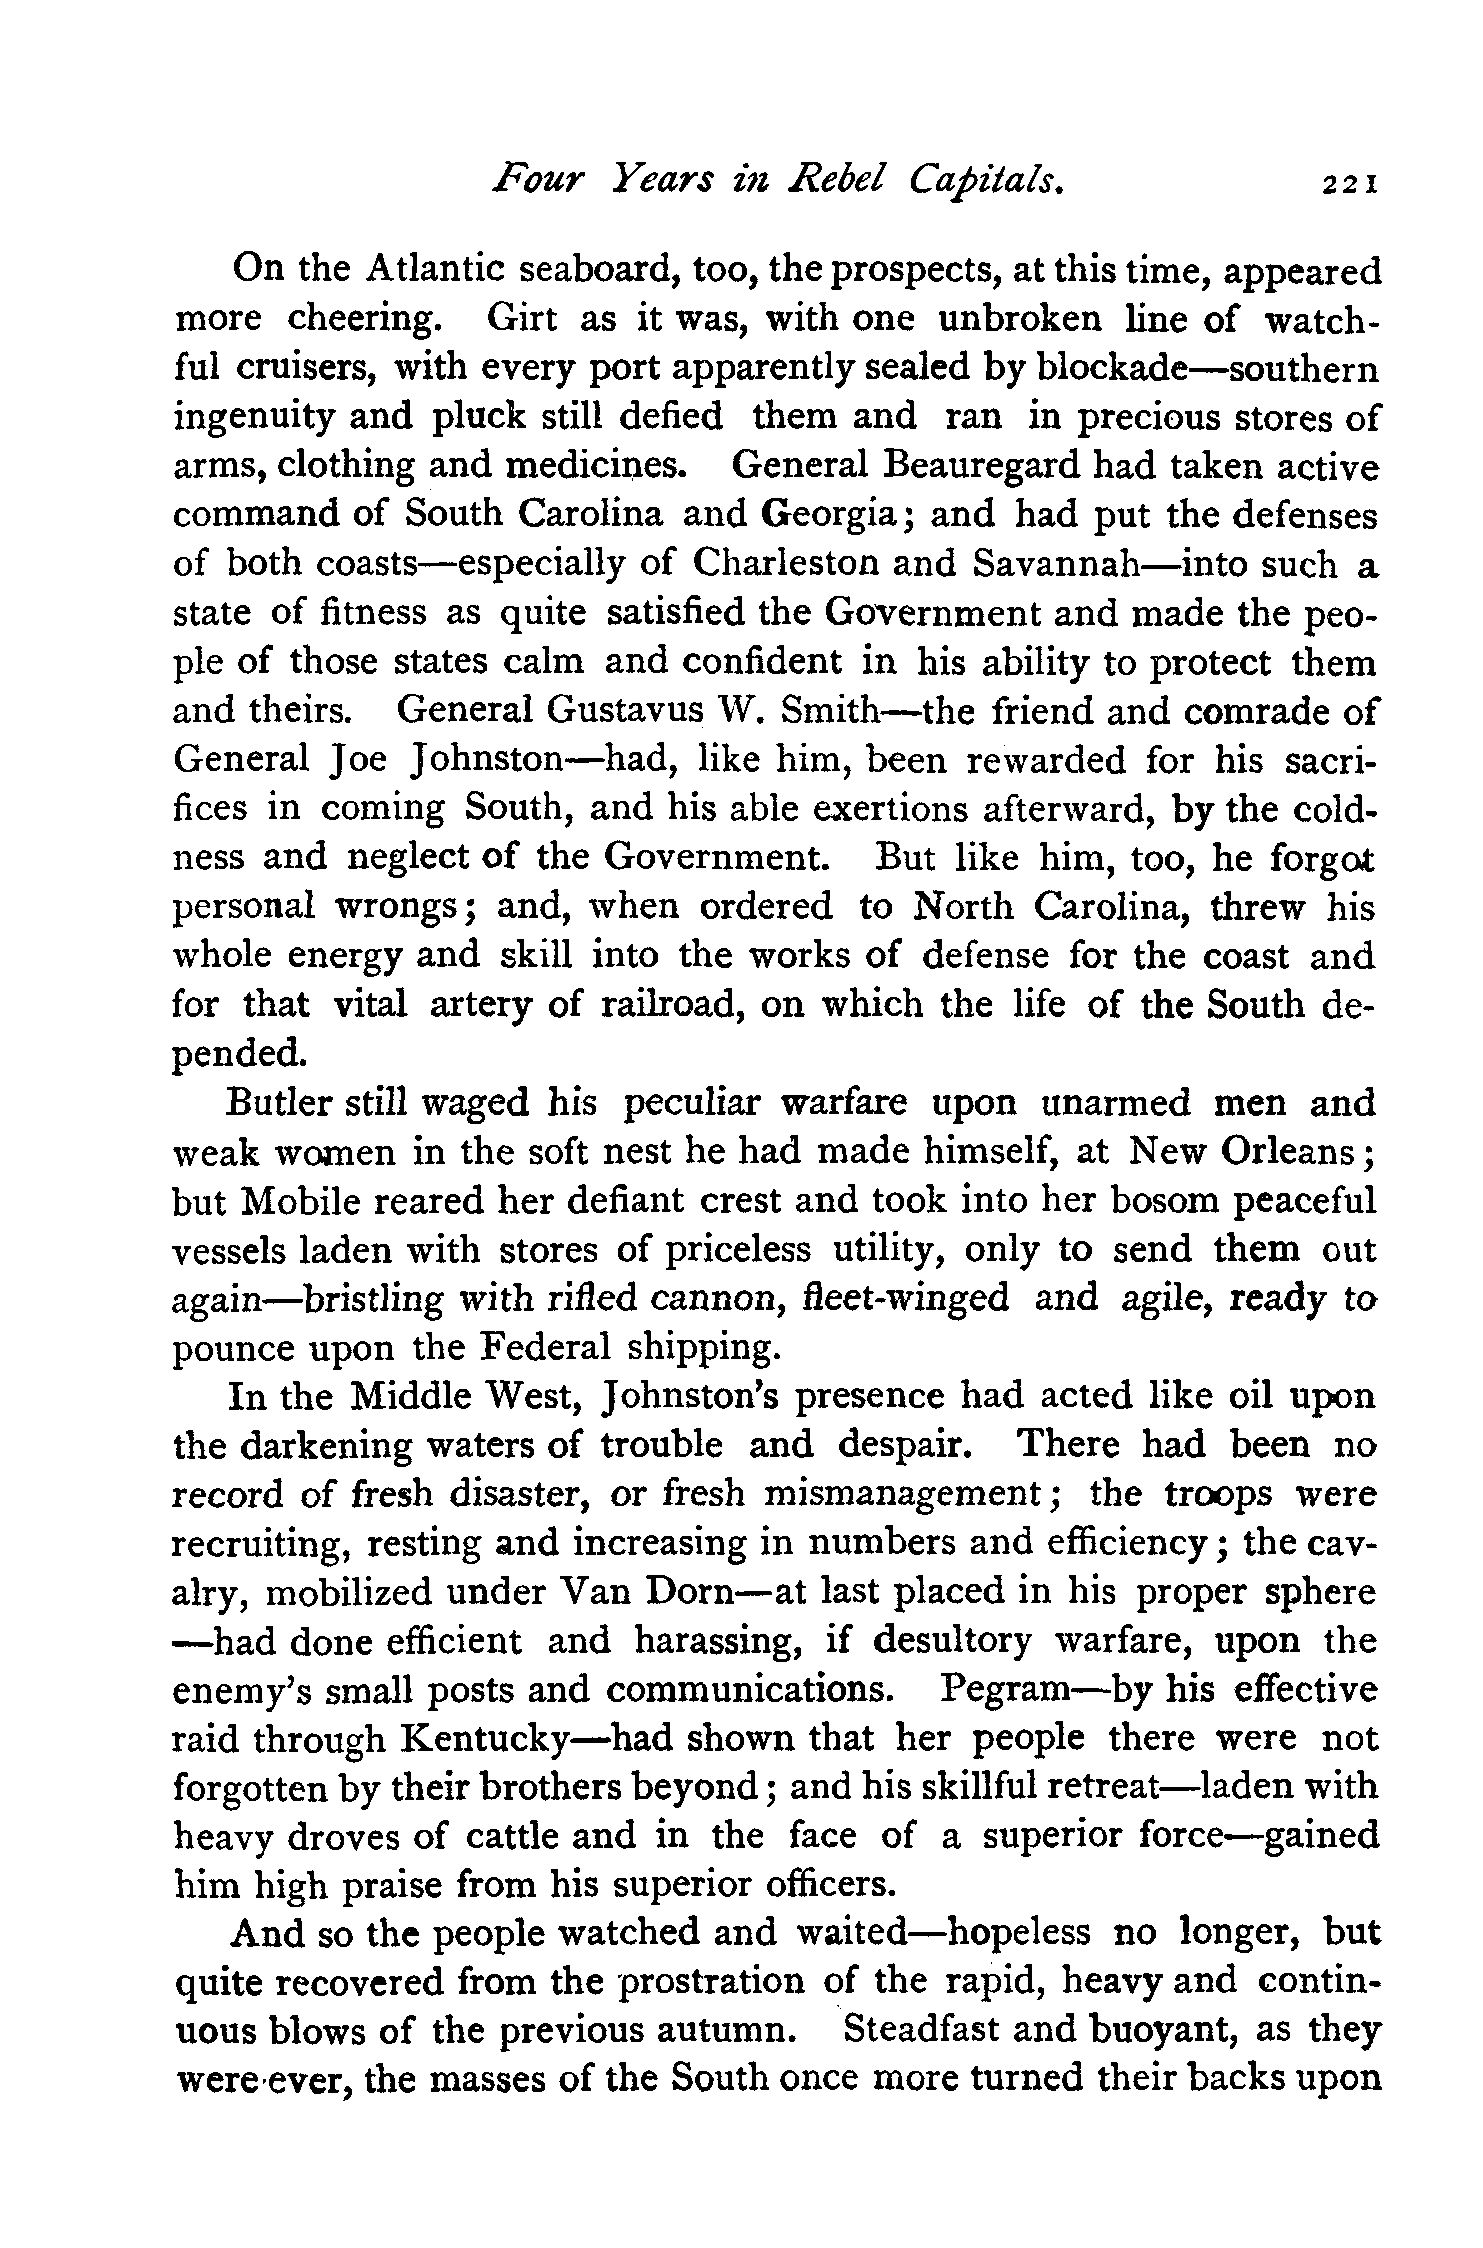 Four Years in Rebel Capitals. 221
On the Atlantic seaboard, too, the prospects, at this time, appeared
more cheering. Girt as it was, with one unbroken line of watch-
ful cruisers, with every port apparently sealed by blockade—southern
ingenuity and pluck still defied them and ran in precious stores of
arms, clothing and medicines. General Beauregard had taken active
command of South Carolina and Georgia; and had put the defenses
of both coasts—especially of Charleston and Savannah—into such a
state of fitness as quite satisfied the Government and made the peo-
ple of those states calm and confident in his ability to protect them
and theirs. General Gustavus W. Smith—the friend and comrade of
General Joe Johnston—had, like him, been rewarded for his sacri-
fices in coming South, and his able exertions afterward, by the cold-
ness and neglect of the Government. But like him, too, he forgot
personal wrongs; and, when ordered to North Carolina, threw his
whole energy and skill into the works of defense for the coast and
for that vital artery of railroad, on which the life of the South de-
pended.
Butler still waged his peculiar warfare upon unarmed men and
weak women in the soft nest he had made himself, at New Orleans;
but Mobile reared her defiant crest and took into her bosom peaceful
vessels laden with stores of priceless utility, only to send them out
again—bristling with rifled cannon, fleet-winged and agile, ready to
pounce upon the Federal shipping.
In the Middle West, Johnston's presence had acted like oil upon
the darkening waters of trouble and despair. There had been no
record of fresh disaster, or fresh mismanagement; the troops were
recruiting, resting and increasing in numbers and efficiency; the cav-
alry, mobilized under Van Dorn—at last placed in his proper sphere
—had done efficient and harassing, if desultory warfare, upon the
enemy's small posts and communications. Pegram—by his effective
raid through Kentucky—had shown that her people there were not
forgotten by their brothers beyond; and his skillful retreat—laden with
heavy droves of cattle and in the face of a superior force—gained
him high praise from his superior officers.
And so the people watched and waited—hopeless no longer, but
quite recovered from the prostration of the rapid, heavy and contin-
uous blows of the previous autumn. Steadfast and buoyant, as they
were ever, the masses of the South once more turned their backs upon